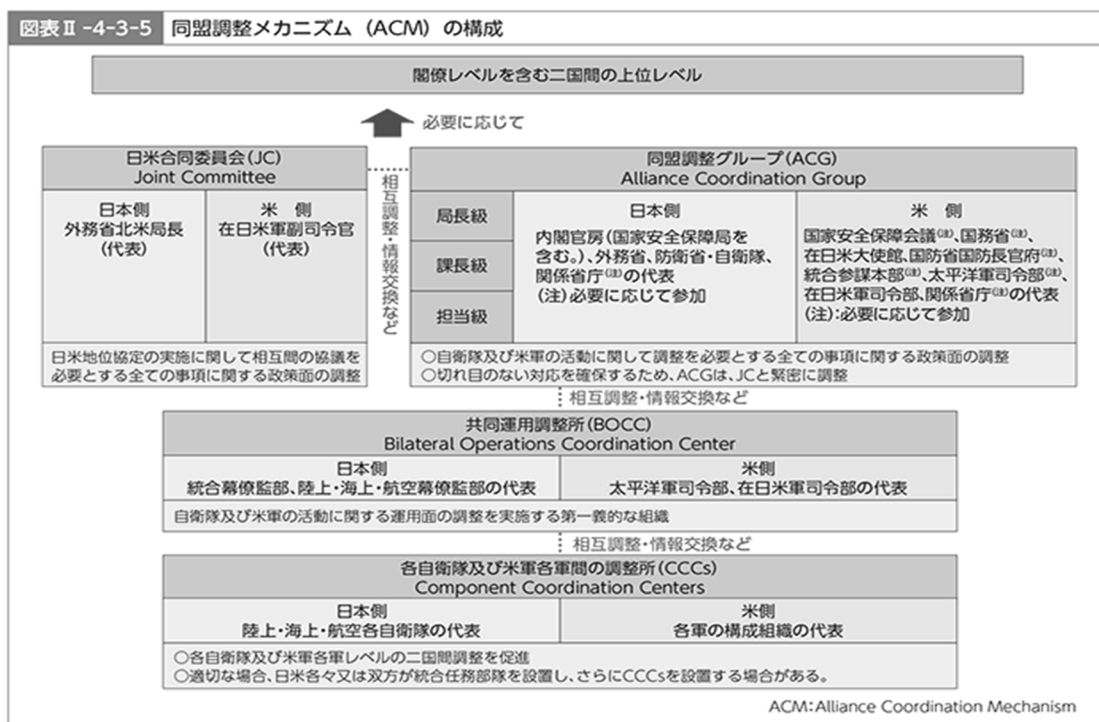 図表Ⅱ-4-3-5 同盟調整メカニズム（ACM）の構成
閣僚レベルを含む二国間の上位レベル
必要に応じて
日米合同委員会(JC)
Joint Committee
日本側
外務省北米局長
(代表)
米　側
在日米軍副司令官
(代表)
日米地位協定の実施に関して相互間の協議を
必要とする全ての事項に関する政策面の調整
相互調整・情報交換など
同盟調整グループ(ACG)
Alliance Coordination Group
局長級
課長級
担当級
日本側
内閣官房(国家安全保障局を
含む。)、外務省、防衛省・自衛隊、
関係省庁(注)の代表
(注)必要に応じて参加
米　側
国家安全保障会議(注)、国務省(注)、
在日米大使館、国防省国防長官府(注)、
統合参謀本部(注)、太平洋軍司令部(注)、
在日米軍司令部、関係省庁(注)の代表
(注):必要に応じて参加
○自衛隊及び米軍の活動に関して調整を必要とする全ての事項に関する政策面の調整
○切れ目のない対応を確保するため、ACGは、JCと緊密に調整
相互調整・情報交換など
共同運用調整所(BOCC)
Bilateral Operations Coordination Center
日本側
統合幕僚監部、陸上・海上・航空幕僚監部の代表
米側
太平洋軍司令部、在日米軍司令部の代表
自衛隊及び米軍の活動に関する運用面の調整を実施する第一義的な組織
相互調整・情報交換など
各自衛隊及び米軍各軍間の調整所(CCCs)
Component Coordination Centers
日本側
陸上・海上・航空各自衛隊の代表
米側
各軍の構成組織の代表
○各自衛隊及び米軍各軍レベルの二国間調整を促進
○適切な場合、日米各々又は双方が統合任務部隊を設置し、さらにCCCsを設置する場合がある。
ACM:Alliance Coordination Mechanism